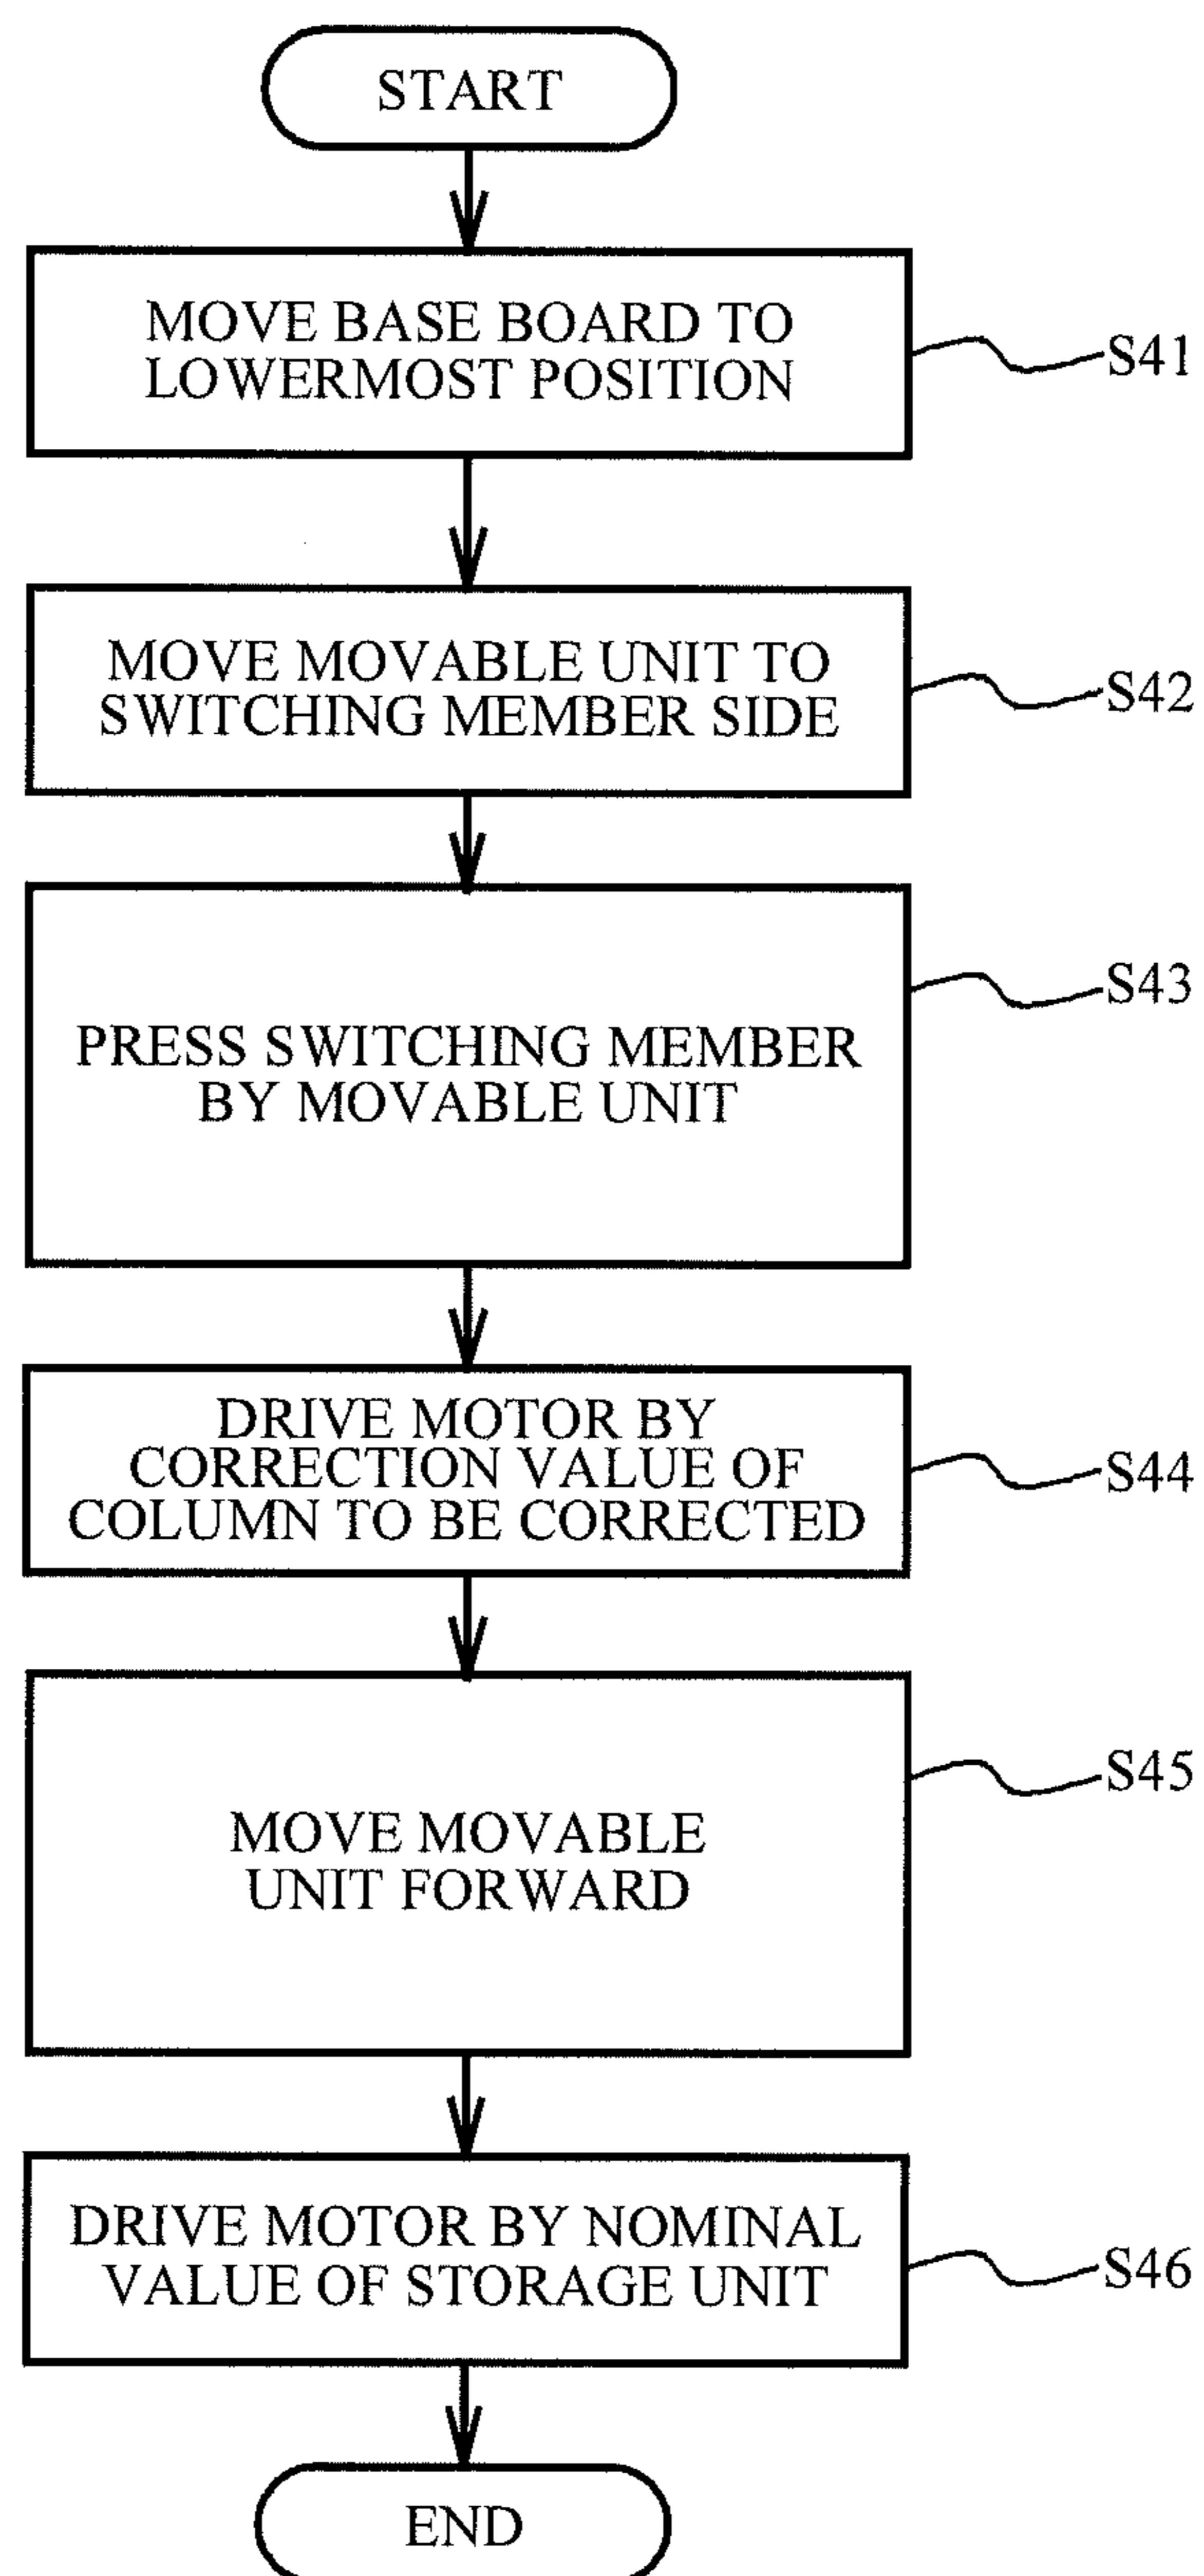 START
MOVE BASE BOARD TO
LOWERMOST POSITION
S41
MOVE MOVABLE UNIT TO
SWITCHING MEMBER SIDE
S42
PRESS SWITCHING MEMBER
BY MOVABLE UNIT
S43
DRIVE MOTOR BY
CORRECTION VALUE OF
COLUMN TO BE CORRECTED
S44
MOVE MOVABLE
UNIT FORWARD
S45
DRIVE MOTOR BY NOMINAL
VALUE OF STORAGE UNIT
S46
END